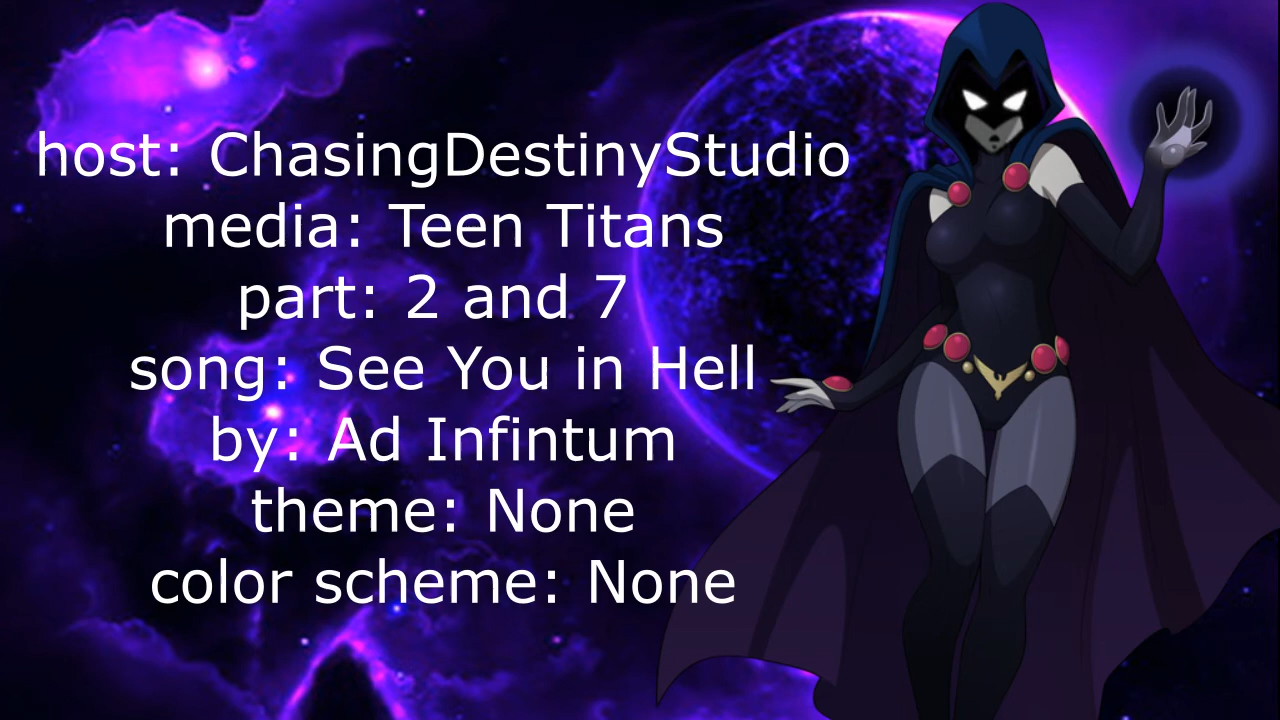 host: ChasingDestinyStudio
media: Teen Titans
part: 2 and 7
song: See You in Hell
by: Ad Infintum
theme: None
color scheme: None